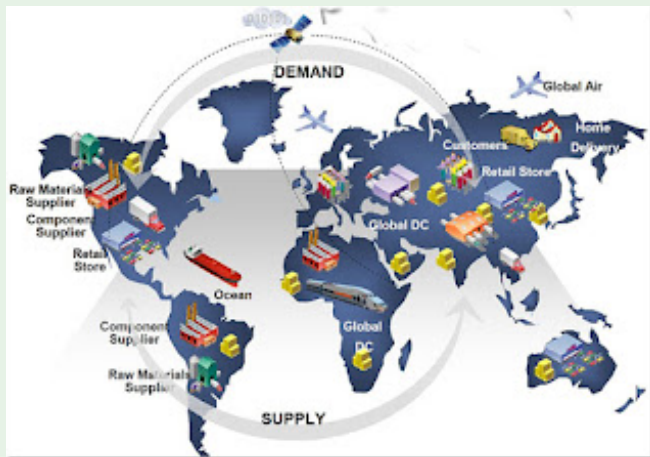 DEMAND
Global Air
Home
Delivery
Customers
Retail Store
Raw Materials
Supplier
Component
Supplier
Retail
Store
Global DC
Ocean
Component
Supplier
Global
DC
Raw Materials
Supplier
SUPPLY